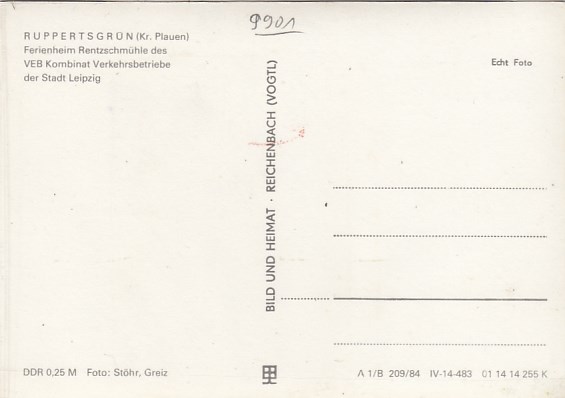 9901
RUPPERTSGRÜN (Kr. Plauen)
Ferienheim Rentzschmühle des
VEB Kombinat Verkehrsbetriebe
der Stadt Leipzig
Echt Foto
BILD UND HEIMAT · REICHENBACH (VOGTL)
DDR 0,25 M Foto: Stöhr, Greiz
A 1/B 209/84 IV-14-483 01 14 14 255 K